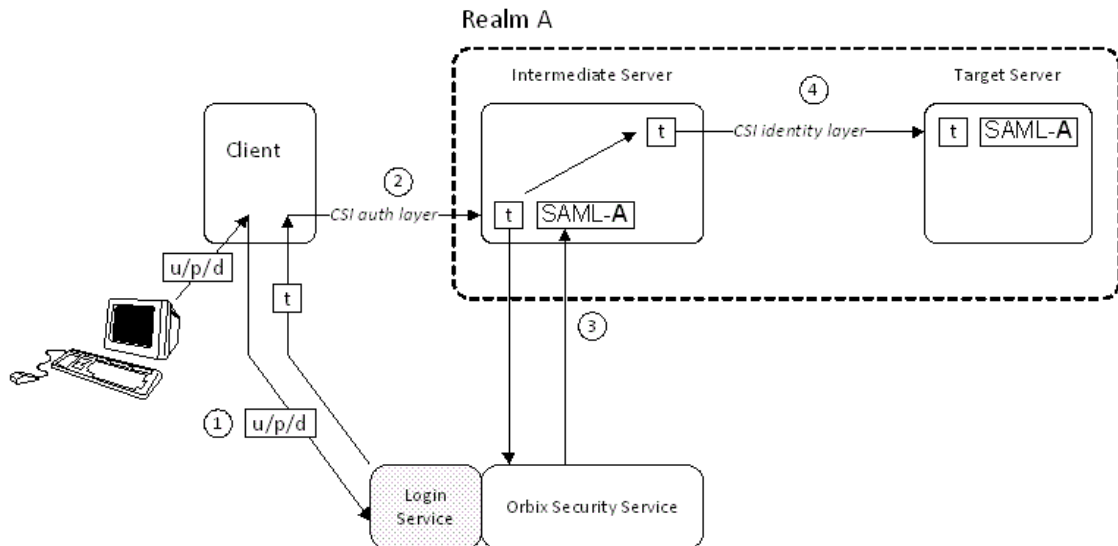 Realm A
Intermediate Server
Target Server
4
t
CSI identity layer
t
SAML-A
Client
2
CSI auth layer
t
SAML-A
u/p/d
t
3
1
u/p/d
Login
Service
Orbix Security Service